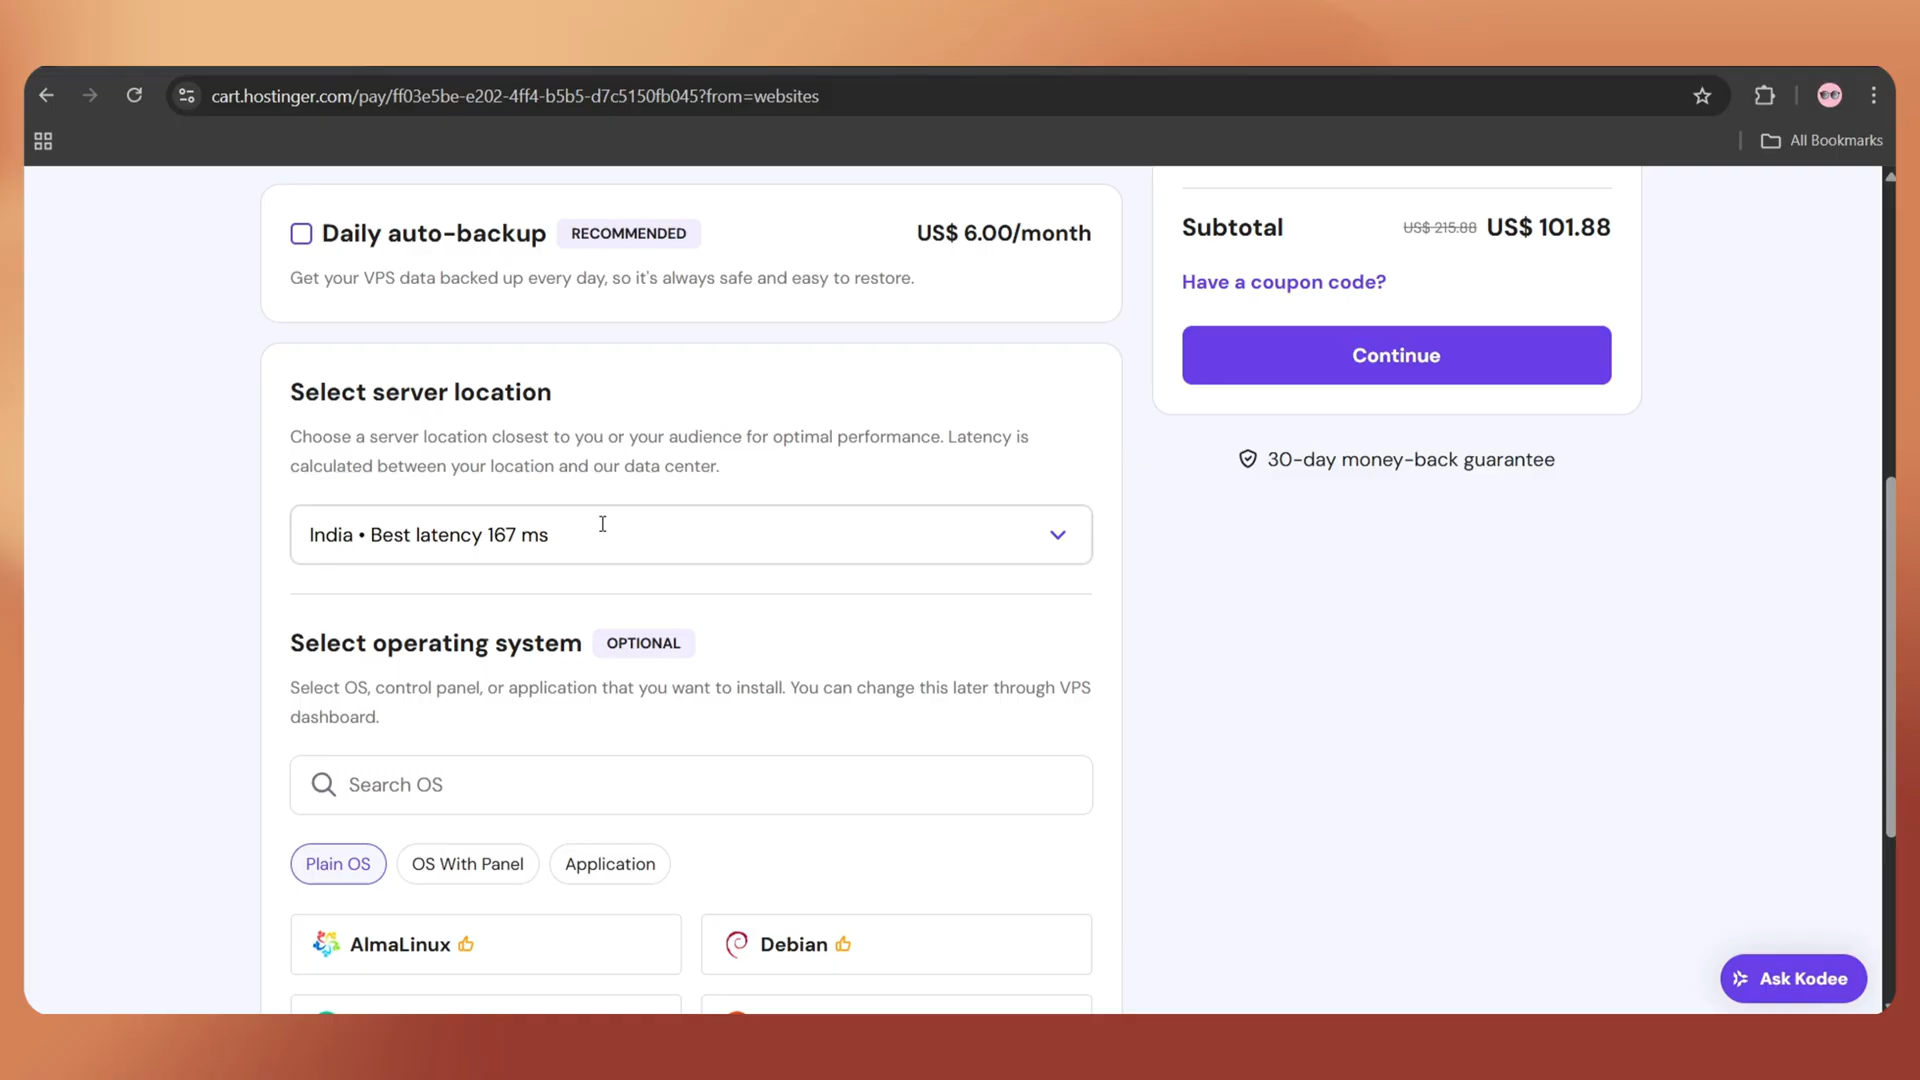 cart.hostinger.com/pay/ff03e5be-e202-4ff4-b5b5-d7c5150fb045?from=websites
All Bookmarks
Daily auto-backup RECOMMENDED US$ 6.00/month
Get your VPS data backed up every day, so it's always safe and easy to restore.
Select server location
Choose a server location closest to you or your audience for optimal performance. Latency is
calculated between your location and our data center.
India • Best latency 167 ms
Select operating system OPTIONAL
Select OS, control panel, or application that you want to install. You can change this later through VPS
dashboard.
Search OS
Plain OS OS With Panel Application
AlmaLinux Debian
Subtotal US$ 215.88 US$ 101.88
Have a coupon code?
Continue
30-day money-back guarantee
Ask Kodee